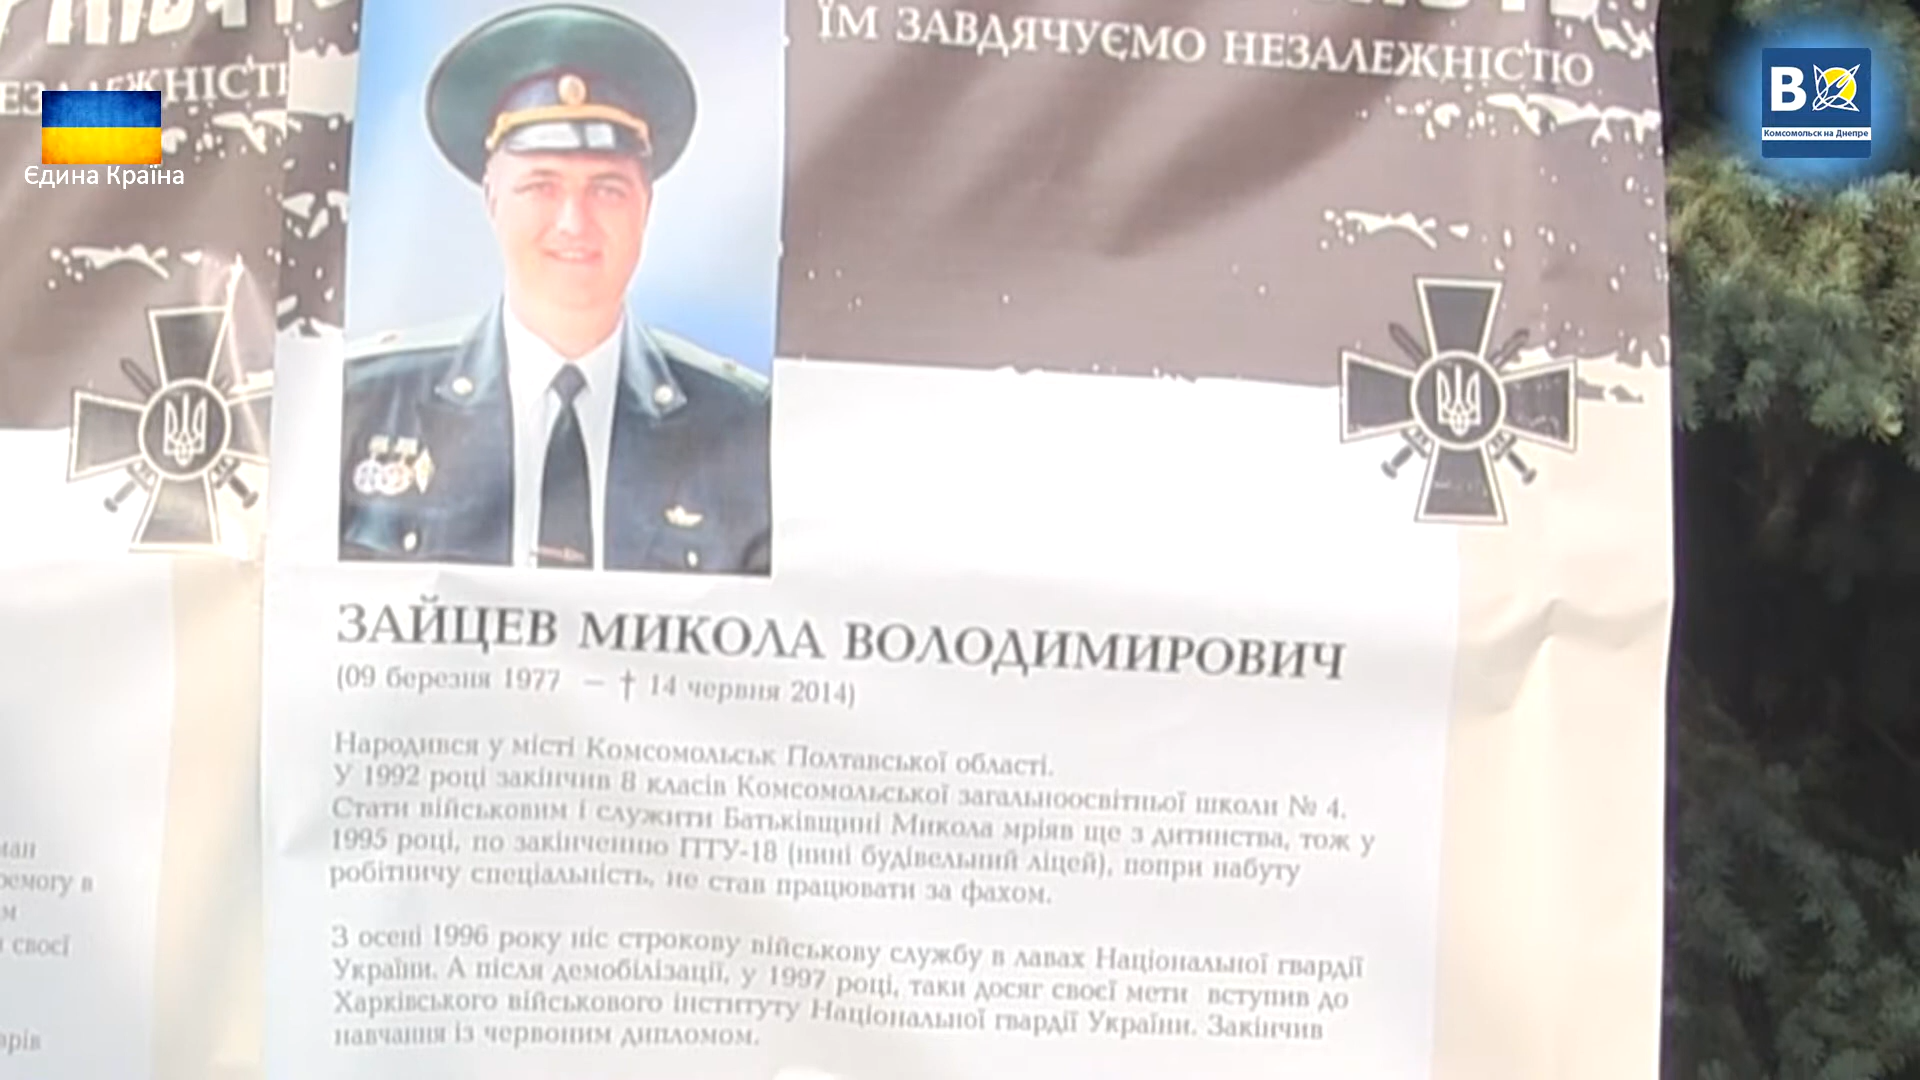 ЇМ ЗАВДЯЧУЄМО НЕЗАЛЕЖНІСТЮ
Єдина Країна
ВО
Комсомольск на Днепре
ЗАЙЦЕВ МИКОЛА ВОЛОДИМИРОВИЧ
(09 березня 1977 – † 14 червня 2014)
Народився у місті Комсомольськ Полтавської області.
У 1992 році закінчив 8 класів Комсомольської загальноосвітньої школи № 4.
Стати військовим і служити Батьківщині Микола мріяв ще з дитинства, тож у
1995 році, по закінченню ПТУ-18 (нині будівельний ліцей), попри набуту
робітничу спеціальність, не став працювати за фахом.
З осені 1996 року ніс строкову військову службу в лавах Національної гвардії
України. А після демобілізації, у 1997 році, таки досяг своєї мети вступив до
Харківського військового інституту Національної гвардії України. Закінчив
навчання із червоним дипломом.
в
своєї